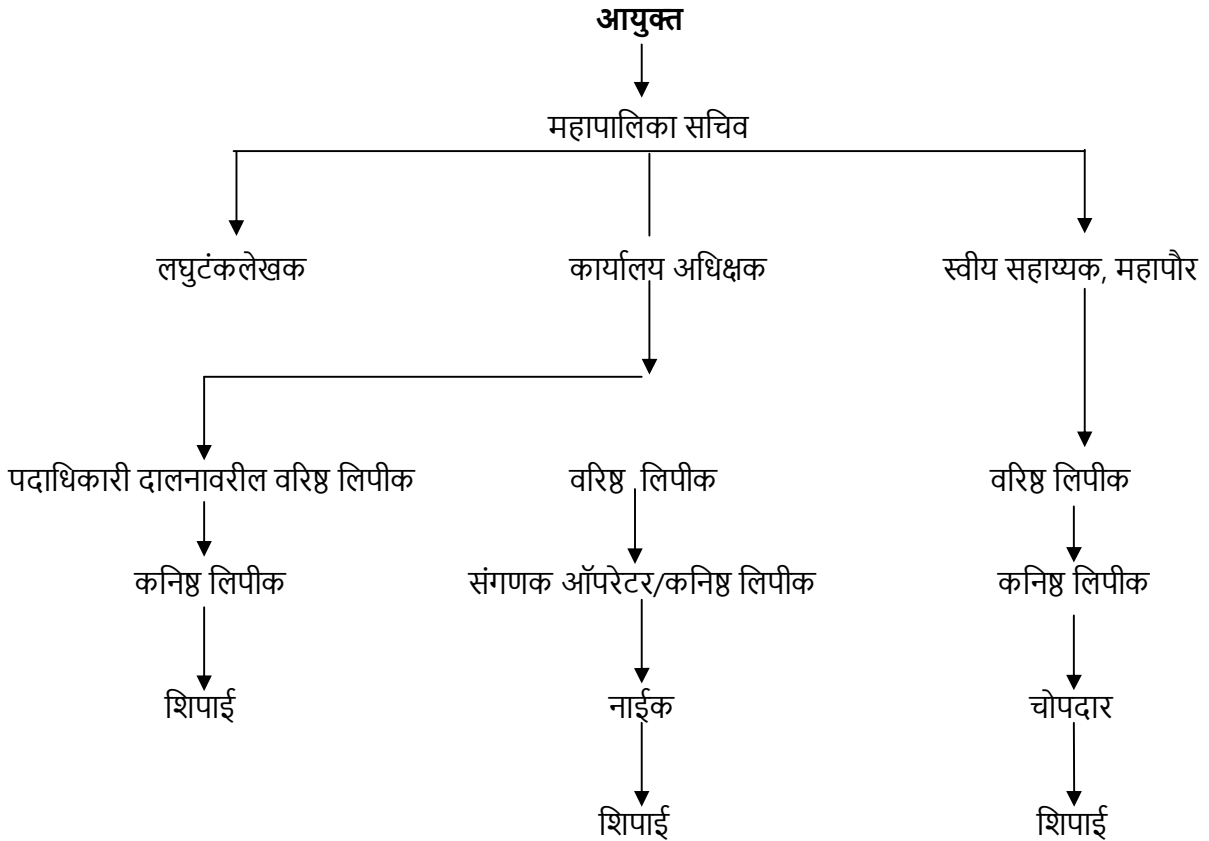 आयुक्त
महापालिका सचिव
लघुटंकलेखक कार्यालय अधिक्षक स्वीय सहाय्यक, महापौर
पदाधिकारी दालनावरील वरिष्ठ लिपीक वरिष्ठ लिपीक वरिष्ठ लिपीक
कनिष्ठ लिपीक संगणक ऑपरेटर/कनिष्ठ लिपीक कनिष्ठ लिपीक
शिपाई नाईक चोपदार
शिपाई शिपाई